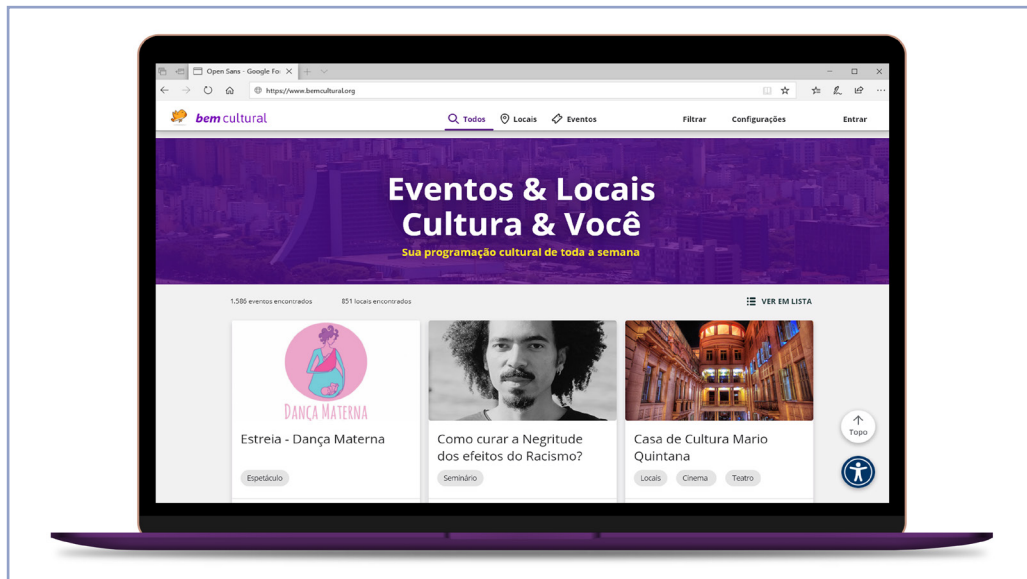 Open Sans - Google Fo
https://www.bemcultural.org
bem cultural
Todos
Locais
Eventos
Filtrar
Configurações
Entrar
Eventos & Locais
Cultura & Você
Sua programação cultural de toda a semana
1.586 eventos encontrados
851 locais encontrados
VER EM LISTA
DANÇA MATERNA
Estreia - Dança Materna
Espetáculo
Como curar a Negritude
dos efeitos do Racismo?
Seminário
Casa de Cultura Mario
Quintana
Locais
Cinema
Teatro
Topo